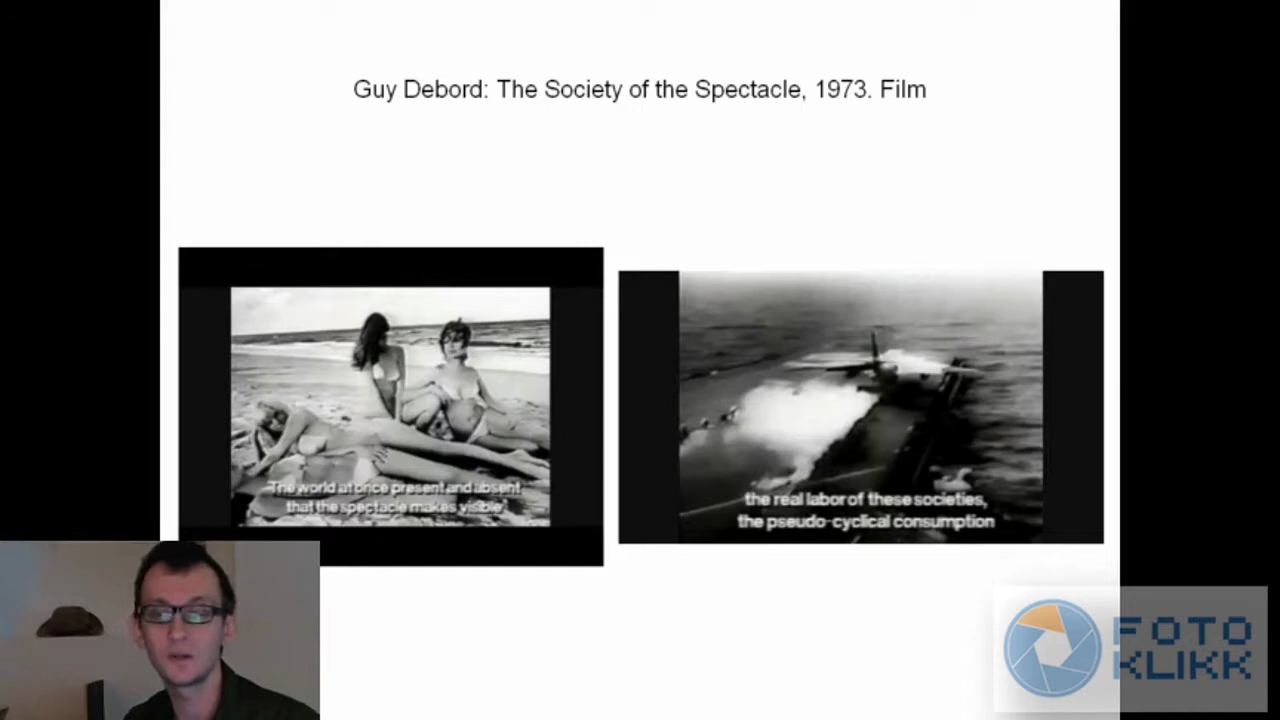 Guy Debord: The Society of the Spectacle, 1973. Film
The world at once present and absent
that the spectacle makes visible
the real labor of these societies,
the pseudo-cyclical consumption
FOTO
KLIKK